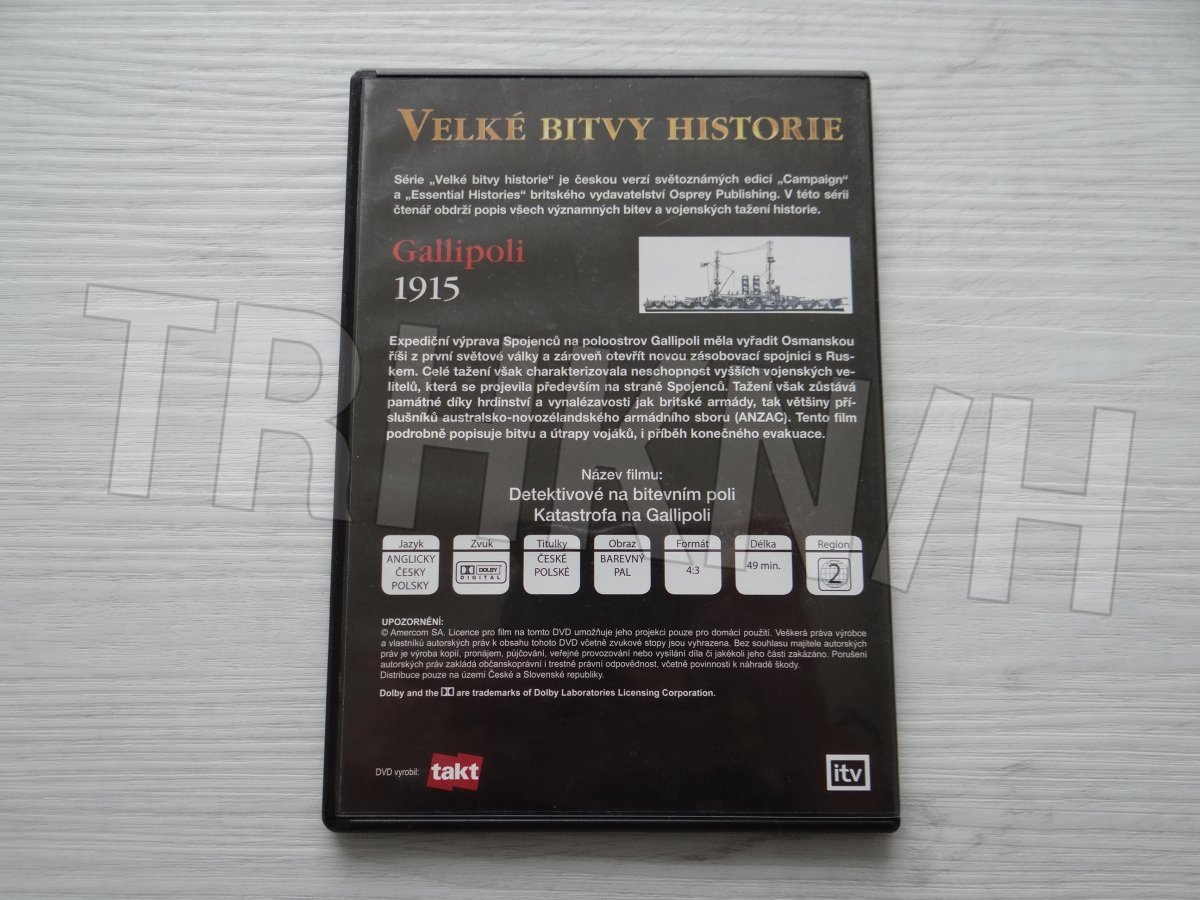 VELKÉ BITVY HISTORIE
Série „Velké bitvy historie“ je českou verzí světoznámých edicí „Campaign“
a „Essential Histories“ britského vydavatelství Osprey Publishing. V této sérii
čtenář obdrží popis všech významných bitev a vojenských tažení historie.
Gallipoli
1915
Expediční výprava Spojenců na poloostrov Gallipoli měla vyřadit Osmanskou
říši z první světové války a zároveň otevřít novou zásobovací spojnici s Rus-
kem. Celé tažení však charakterizovala neschopnost vyšších vojenských ve-
litelů, která se projevila především na straně Spojenců. Tažení však zůstává
památné díky hrdinství a vynalézavosti jak britské armády, tak většiny pří-
slušníků australsko-novozélandského armádního sboru (ANZAC). Tento film
podrobně popisuje bitvu a útrapy vojáků, i příběh konečného evakuace.
Název filmu:
Detektivové na bitevním poli
Katastrofa na Gallipoli
Jazyk
ANGLICKY
ČESKY
POLSKY
Zvuk
DOLBY
DIGITAL
Titulky
ČESKÉ
POLSKÉ
Obraz
BAREVNÝ
PAL
Formát
4:3
Délka
49 min.
Region
2
UPOZORNĚNÍ:
© Amercom SA. Licence pro film na tomto DVD umožňuje jeho projekci pouze pro domácí použití. Veškerá práva výrobce
a vlastníků autorských práv k obsahu tohoto DVD včetně zvukové stopy jsou vyhrazena. Bez souhlasu majitele autorských
práv je výroba kopií, pronájem, půjčování, veřejné provozování nebo vysílání díla či jakékoli jeho části zakázáno. Porušení
autorských práv zakládá občanskoprávní i trestně právní odpovědnost, včetně povinnosti k náhradě škody.
Distribuce pouze na území České a Slovenské republiky.
Dolby and the DD are trademarks of Dolby Laboratories Licensing Corporation.
DVD vyrobil:
takt
itv
TRHKNIH